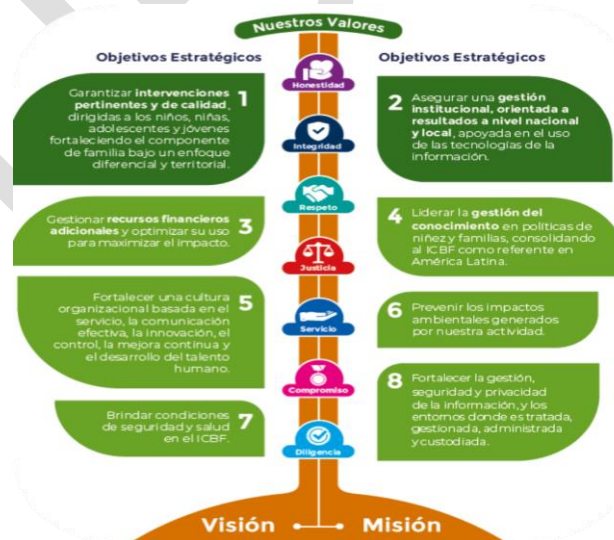 Nuestros Valores
Objetivos Estratégicos
Objetivos Estratégicos
Honestidad
Integridad
Respeto
Justicia
Servicio
Compromiso
Diligencia
1
Garantizar intervenciones
pertinentes y de calidad,
dirigidas a los niños, niñas,
adolescentes y jóvenes
fortaleciendo el componente
de familia bajo un enfoque
diferencial y territorial.
2
Asegurar una gestión
institucional, orientada a
resultados a nivel nacional
y local, apoyada en el uso
de las tecnologías de la
información.
3
Gestionar recursos financieros
adicionales y optimizar su uso
para maximizar el impacto.
4
Liderar la gestión del
conocimiento en políticas de
niñez y familias, consolidando
al ICBF como referente en
América Latina.
5
Fortalecer una cultura
organizacional basada en el
servicio, la comunicación
efectiva, la innovación, el
control, la mejora continua y
el desarrollo del talento
humano.
6
Prevenir los impactos
ambientales generados
por nuestra actividad.
7
Brindar condiciones
de seguridad y salud
en el ICBF.
8
Fortalecer la gestión,
seguridad y privacidad
de la información, y los
entornos donde es tratada,
gestionada, administrada
y custodiada.
Visión
Misión